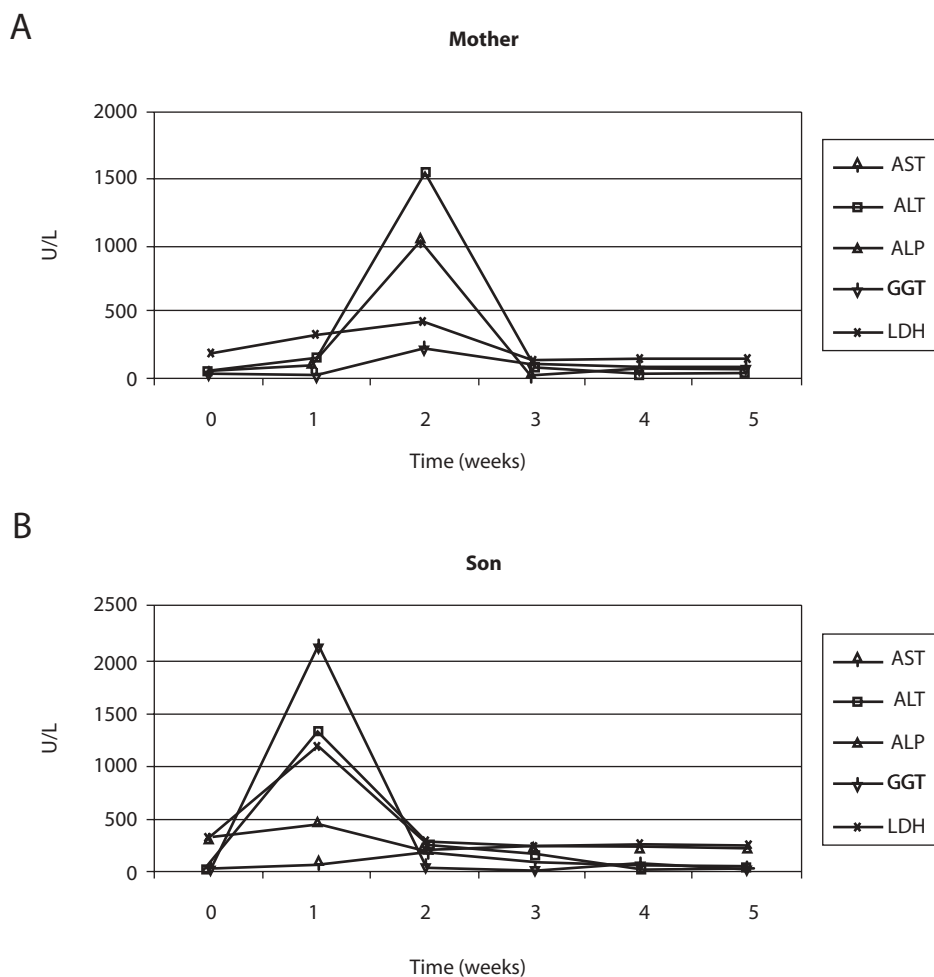 A
Mother
2000
1500
1000
500
0
U/L
0 1 2 3 4 5
Time (weeks)
AST
ALT
ALP
GGT
LDH
B
Son
2500
2000
1500
1000
500
0
U/L
0 1 2 3 4 5
Time (weeks)
AST
ALT
ALP
GGT
LDH